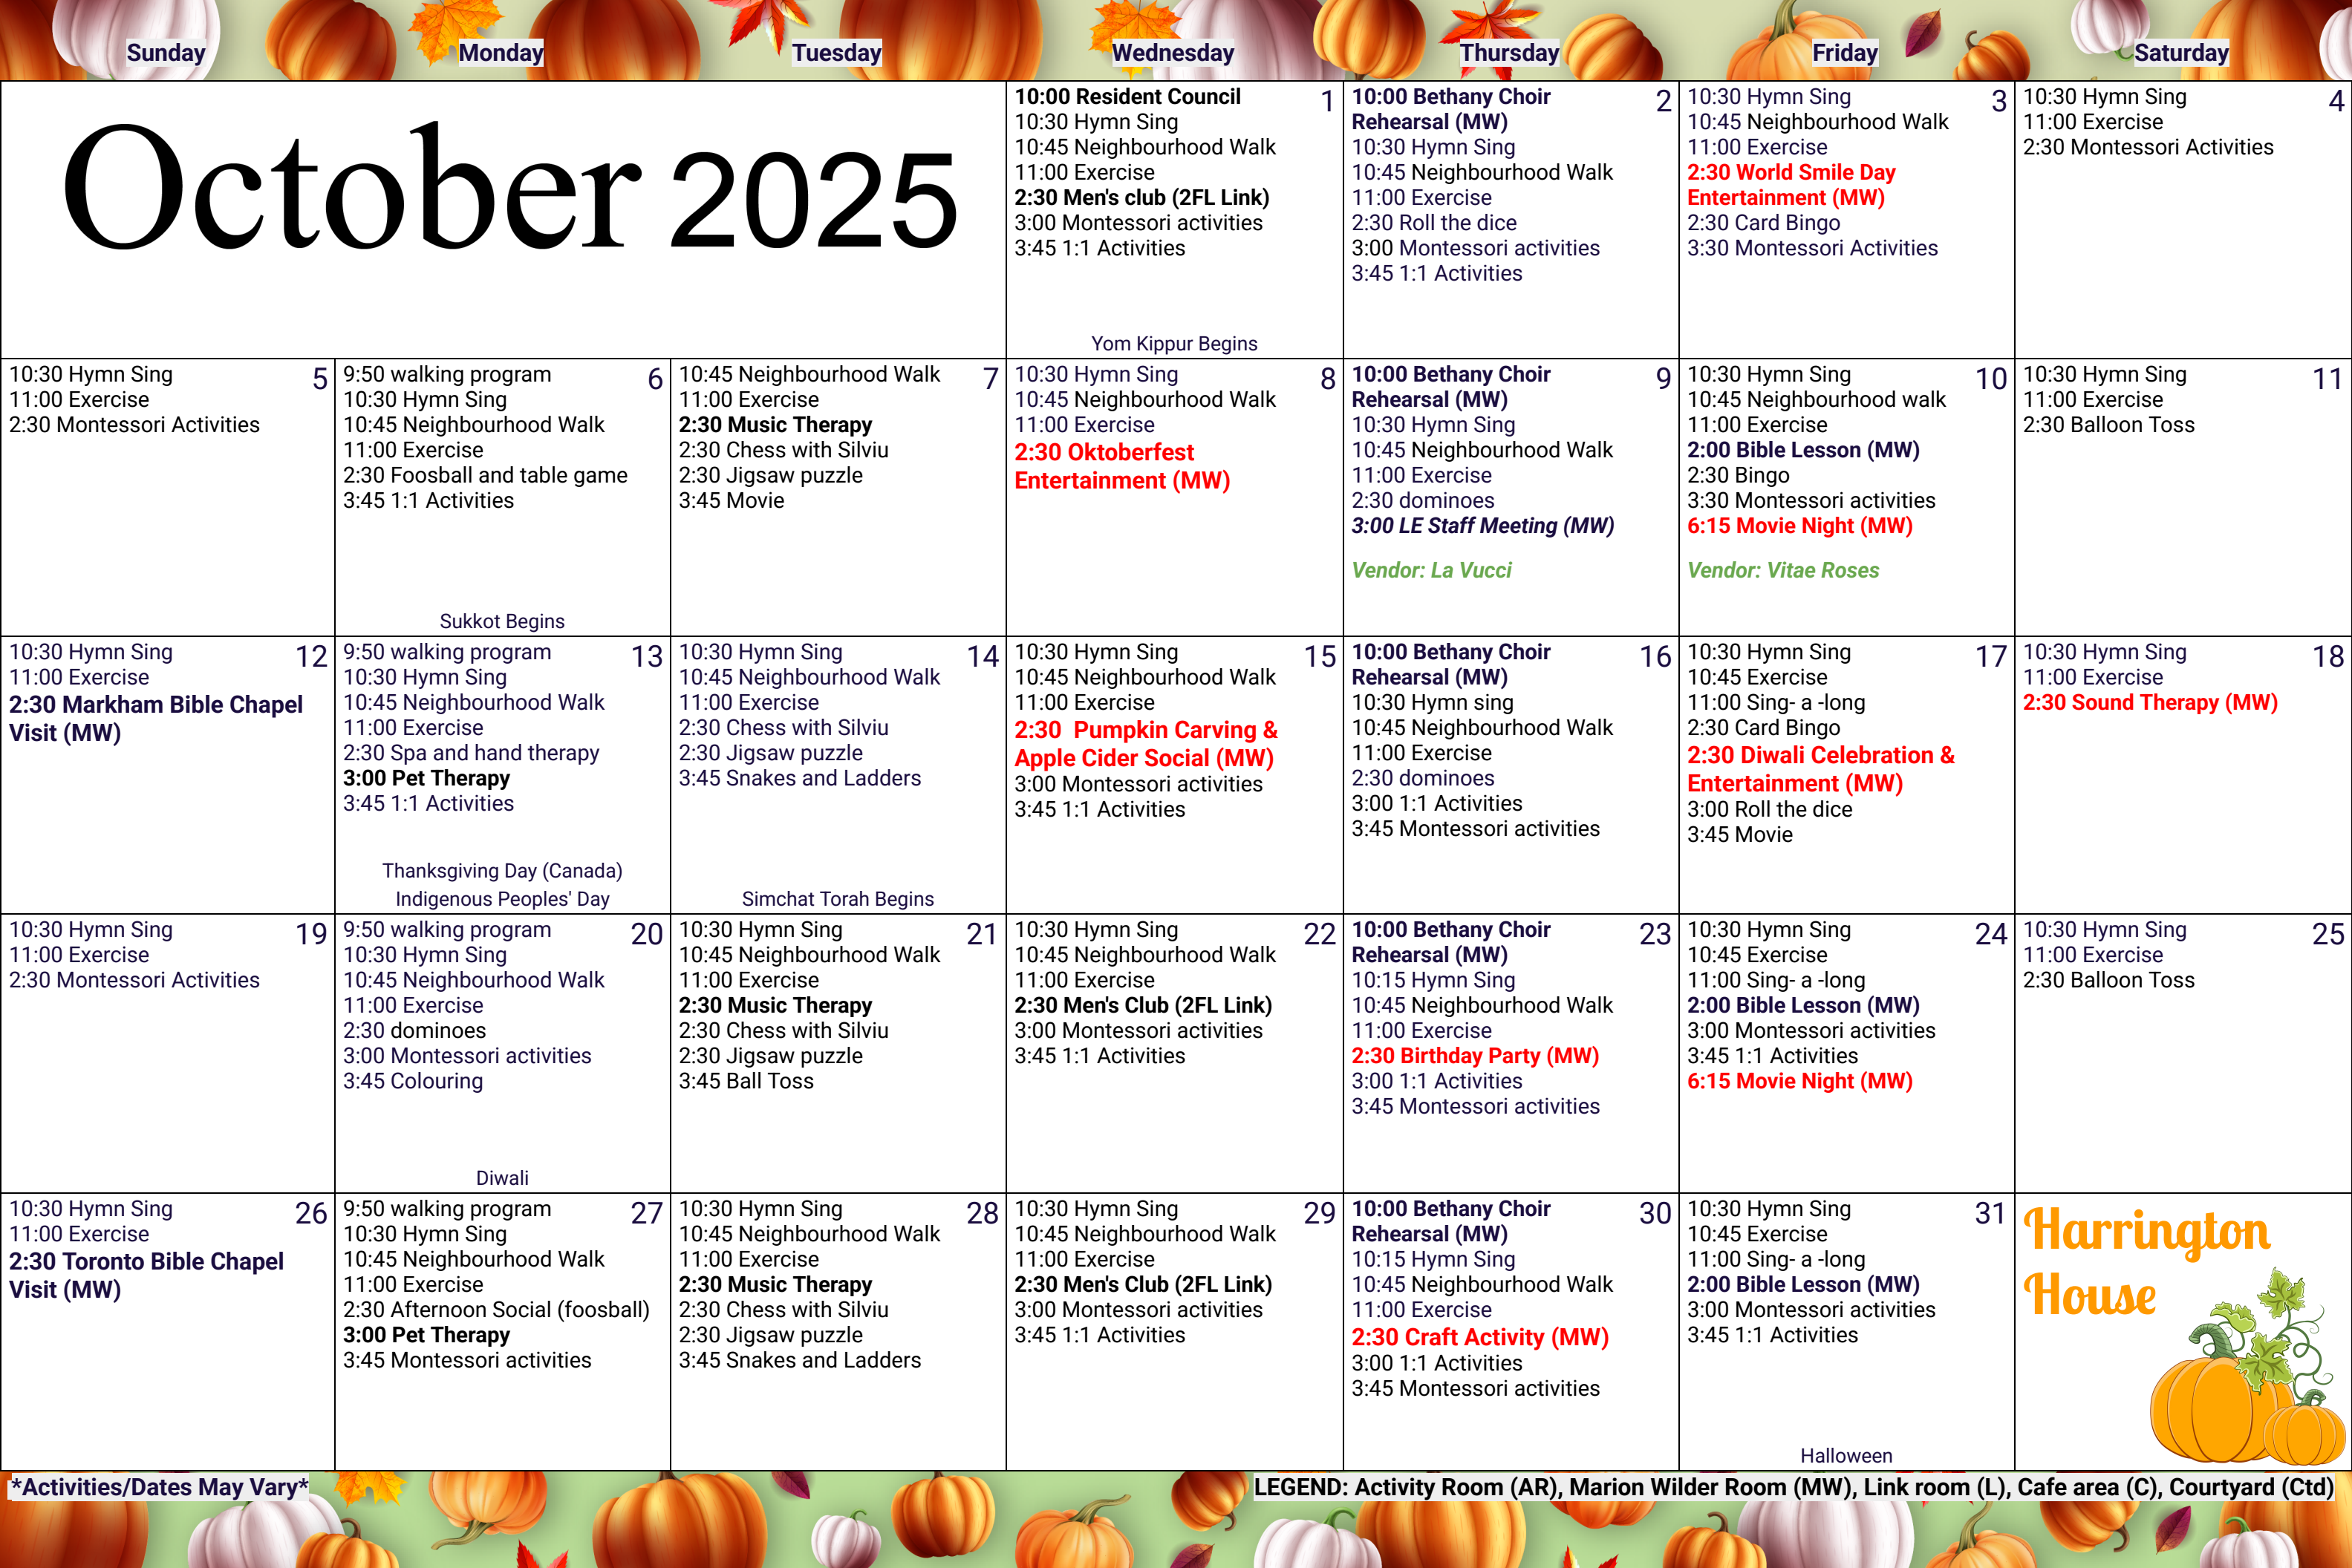 Sunday
Monday
Tuesday
Wednesday
Thursday
Friday
Saturday
October 2025
1
10:00 Resident Council
10:30 Hymn Sing
10:45 Neighbourhood Walk
11:00 Exercise
2:30 Men's club (2FL Link)
3:00 Montessori activities
3:45 1:1 Activities
Yom Kippur Begins
2
10:00 Bethany Choir
Rehearsal (MW)
10:30 Hymn Sing
10:45 Neighbourhood Walk
11:00 Exercise
2:30 Roll the dice
3:00 Montessori activities
3:45 1:1 Activities
3
10:30 Hymn Sing
10:45 Neighbourhood Walk
11:00 Exercise
2:30 World Smile Day
Entertainment (MW)
2:30 Card Bingo
3:30 Montessori Activities
4
10:30 Hymn Sing
11:00 Exercise
2:30 Montessori Activities
5
10:30 Hymn Sing
11:00 Exercise
2:30 Montessori Activities
6
9:50 walking program
10:30 Hymn Sing
10:45 Neighbourhood Walk
11:00 Exercise
2:30 Foosball and table game
3:45 1:1 Activities
Sukkot Begins
7
10:45 Neighbourhood Walk
11:00 Exercise
2:30 Music Therapy
2:30 Chess with Silviu
2:30 Jigsaw puzzle
3:45 Movie
8
10:30 Hymn Sing
10:45 Neighbourhood Walk
11:00 Exercise
2:30 Oktoberfest
Entertainment (MW)
9
10:00 Bethany Choir
Rehearsal (MW)
10:30 Hymn Sing
10:45 Neighbourhood Walk
11:00 Exercise
2:30 dominoes
3:00 LE Staff Meeting (MW)
Vendor: La Vucci
10
10:30 Hymn Sing
10:45 Neighbourhood walk
11:00 Exercise
2:00 Bible Lesson (MW)
2:30 Bingo
3:30 Montessori activities
6:15 Movie Night (MW)
Vendor: Vitae Roses
11
10:30 Hymn Sing
11:00 Exercise
2:30 Balloon Toss
12
10:30 Hymn Sing
11:00 Exercise
2:30 Markham Bible Chapel
Visit (MW)
13
9:50 walking program
10:30 Hymn Sing
10:45 Neighbourhood Walk
11:00 Exercise
2:30 Spa and hand therapy
3:00 Pet Therapy
3:45 1:1 Activities
Thanksgiving Day (Canada)
Indigenous Peoples' Day
14
10:30 Hymn Sing
10:45 Neighbourhood Walk
11:00 Exercise
2:30 Chess with Silviu
2:30 Jigsaw puzzle
3:45 Snakes and Ladders
Simchat Torah Begins
15
10:30 Hymn Sing
10:45 Neighbourhood Walk
11:00 Exercise
2:30 Pumpkin Carving &
Apple Cider Social (MW)
3:00 Montessori activities
3:45 1:1 Activities
16
10:00 Bethany Choir
Rehearsal (MW)
10:30 Hymn sing
10:45 Neighbourhood Walk
11:00 Exercise
2:30 dominoes
3:00 1:1 Activities
3:45 Montessori activities
17
10:30 Hymn Sing
10:45 Exercise
11:00 Sing- a -long
2:30 Card Bingo
2:30 Diwali Celebration &
Entertainment (MW)
3:00 Roll the dice
3:45 Movie
18
10:30 Hymn Sing
11:00 Exercise
2:30 Sound Therapy (MW)
19
10:30 Hymn Sing
11:00 Exercise
2:30 Montessori Activities
20
9:50 walking program
10:30 Hymn Sing
10:45 Neighbourhood Walk
11:00 Exercise
2:30 dominoes
3:00 Montessori activities
3:45 Colouring
Diwali
21
10:30 Hymn Sing
10:45 Neighbourhood Walk
11:00 Exercise
2:30 Music Therapy
2:30 Chess with Silviu
2:30 Jigsaw puzzle
3:45 Ball Toss
22
10:30 Hymn Sing
10:45 Neighbourhood Walk
11:00 Exercise
2:30 Men's Club (2FL Link)
3:00 Montessori activities
3:45 1:1 Activities
23
10:00 Bethany Choir
Rehearsal (MW)
10:15 Hymn Sing
10:45 Neighbourhood Walk
11:00 Exercise
2:30 Birthday Party (MW)
3:00 1:1 Activities
3:45 Montessori activities
24
10:30 Hymn Sing
10:45 Exercise
11:00 Sing- a -long
2:00 Bible Lesson (MW)
3:00 Montessori activities
3:45 1:1 Activities
6:15 Movie Night (MW)
25
10:30 Hymn Sing
11:00 Exercise
2:30 Balloon Toss
26
10:30 Hymn Sing
11:00 Exercise
2:30 Toronto Bible Chapel
Visit (MW)
27
9:50 walking program
10:30 Hymn Sing
10:45 Neighbourhood Walk
11:00 Exercise
2:30 Afternoon Social (foosball)
3:00 Pet Therapy
3:45 Montessori activities
28
10:30 Hymn Sing
10:45 Neighbourhood Walk
11:00 Exercise
2:30 Music Therapy
2:30 Chess with Silviu
2:30 Jigsaw puzzle
3:45 Snakes and Ladders
29
10:30 Hymn Sing
10:45 Neighbourhood Walk
11:00 Exercise
2:30 Men's Club (2FL Link)
3:00 Montessori activities
3:45 1:1 Activities
30
10:00 Bethany Choir
Rehearsal (MW)
10:15 Hymn Sing
10:45 Neighbourhood Walk
11:00 Exercise
2:30 Craft Activity (MW)
3:00 1:1 Activities
3:45 Montessori activities
31
10:30 Hymn Sing
10:45 Exercise
11:00 Sing- a -long
2:00 Bible Lesson (MW)
3:00 Montessori activities
3:45 1:1 Activities
Halloween
Harrington
House
*Activities/Dates May Vary*
LEGEND: Activity Room (AR), Marion Wilder Room (MW), Link room (L), Cafe area (C), Courtyard (Ctd)